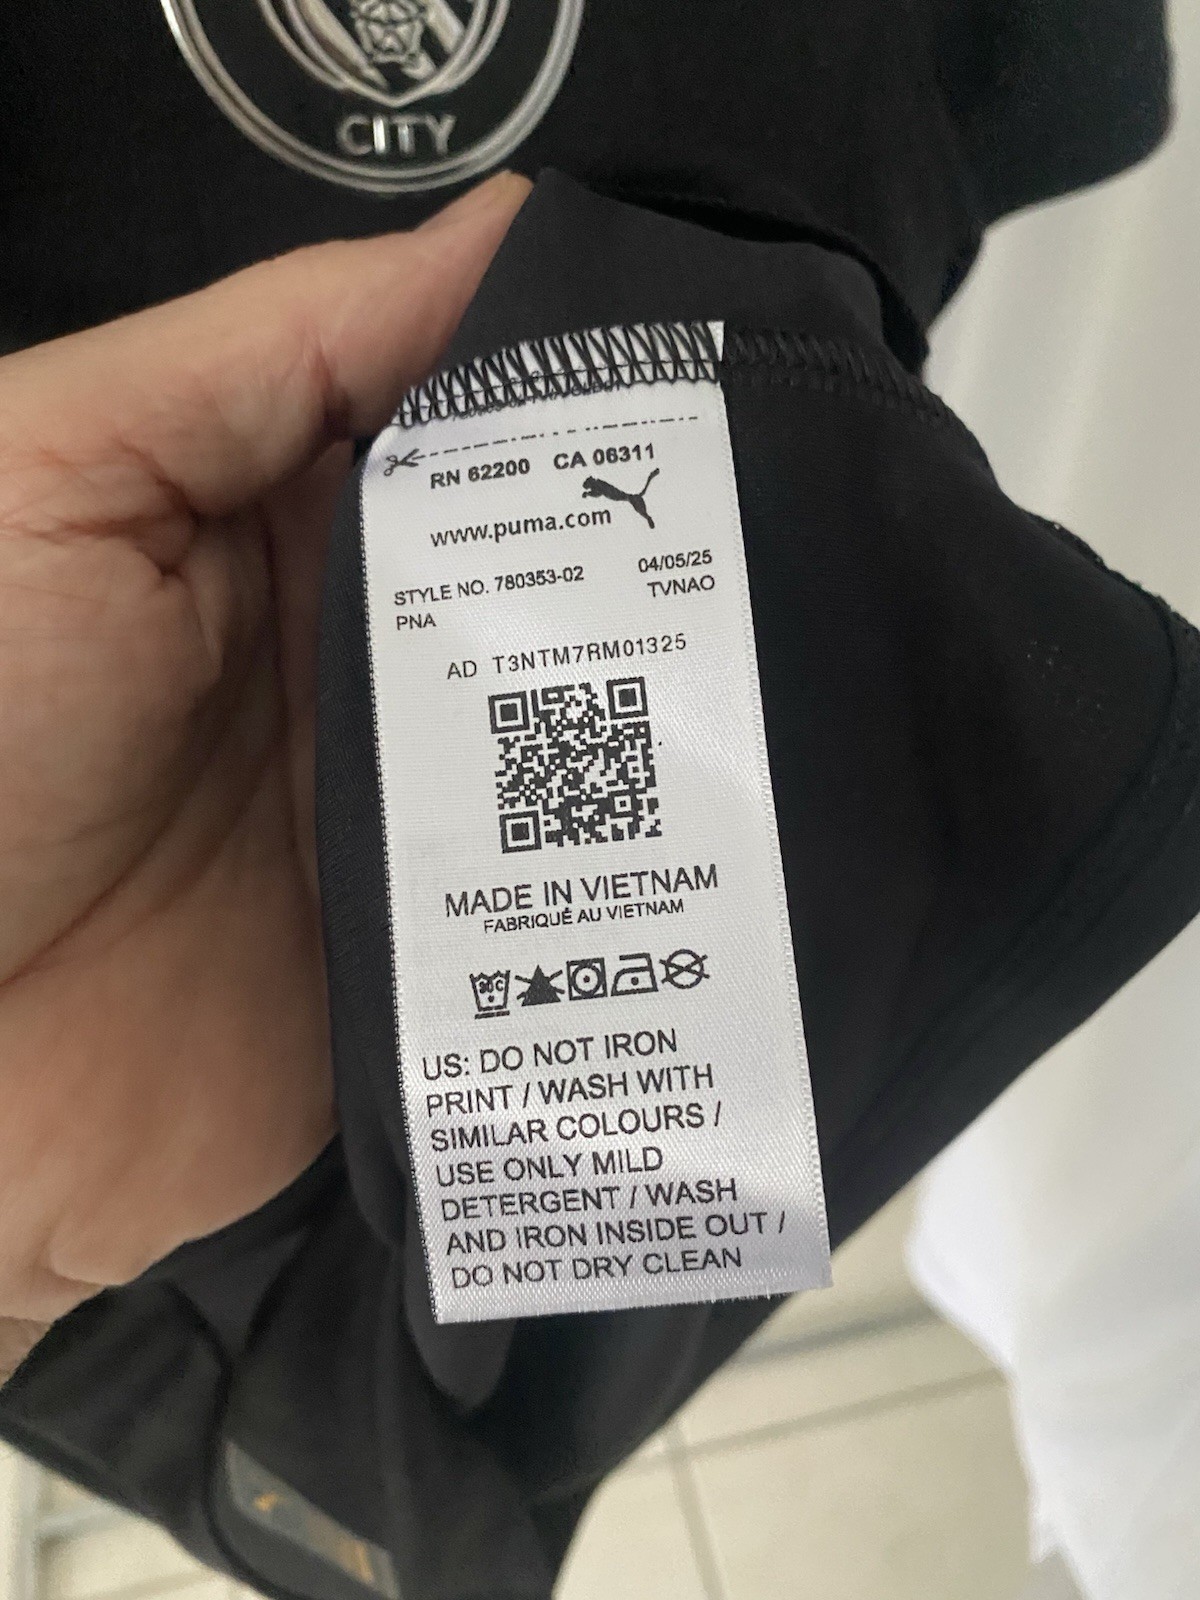 CITY
RN 62200 CA 06311
www.puma.com
STYLE NO. 780353-02 04/05/25
PNA TVNAO
AD T3NTM7RM01325
MADE IN VIETNAM
FABRIQUÉ AU VIETNAM
30°C
US: DO NOT IRON
PRINT / WASH WITH
SIMILAR COLOURS /
USE ONLY MILD
DETERGENT / WASH
AND IRON INSIDE OUT /
DO NOT DRY CLEAN